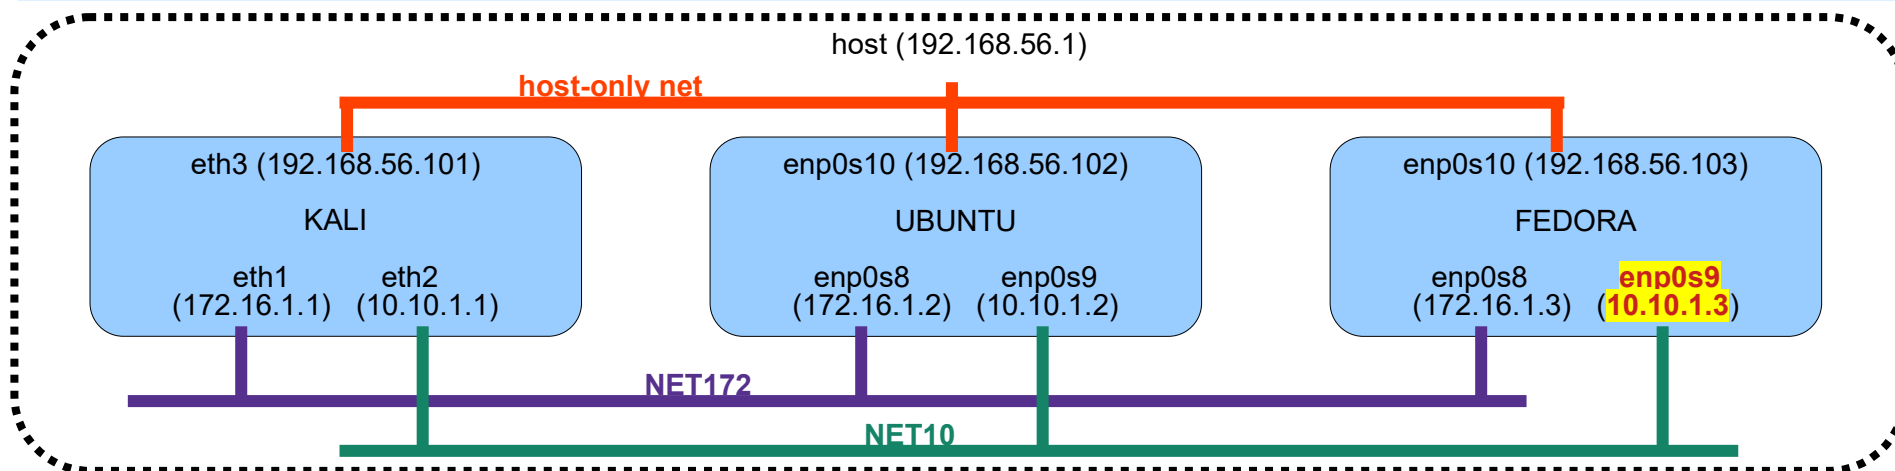 host (192.168.56.1)
host-only net
eth3 (192.168.56.101)
enp0s10 (192.168.56.102)
enp0s10 (192.168.56.103)
KALI
UBUNTU
FEDORA
eth1
eth2
enp0s8
enp0s9
enp0s8
enp0s9
(172.16.1.1)
(10.10.1.1)
(172.16.1.2)
(10.10.1.2)
(172.16.1.3)
(10.10.1.3)
NET172
NET10